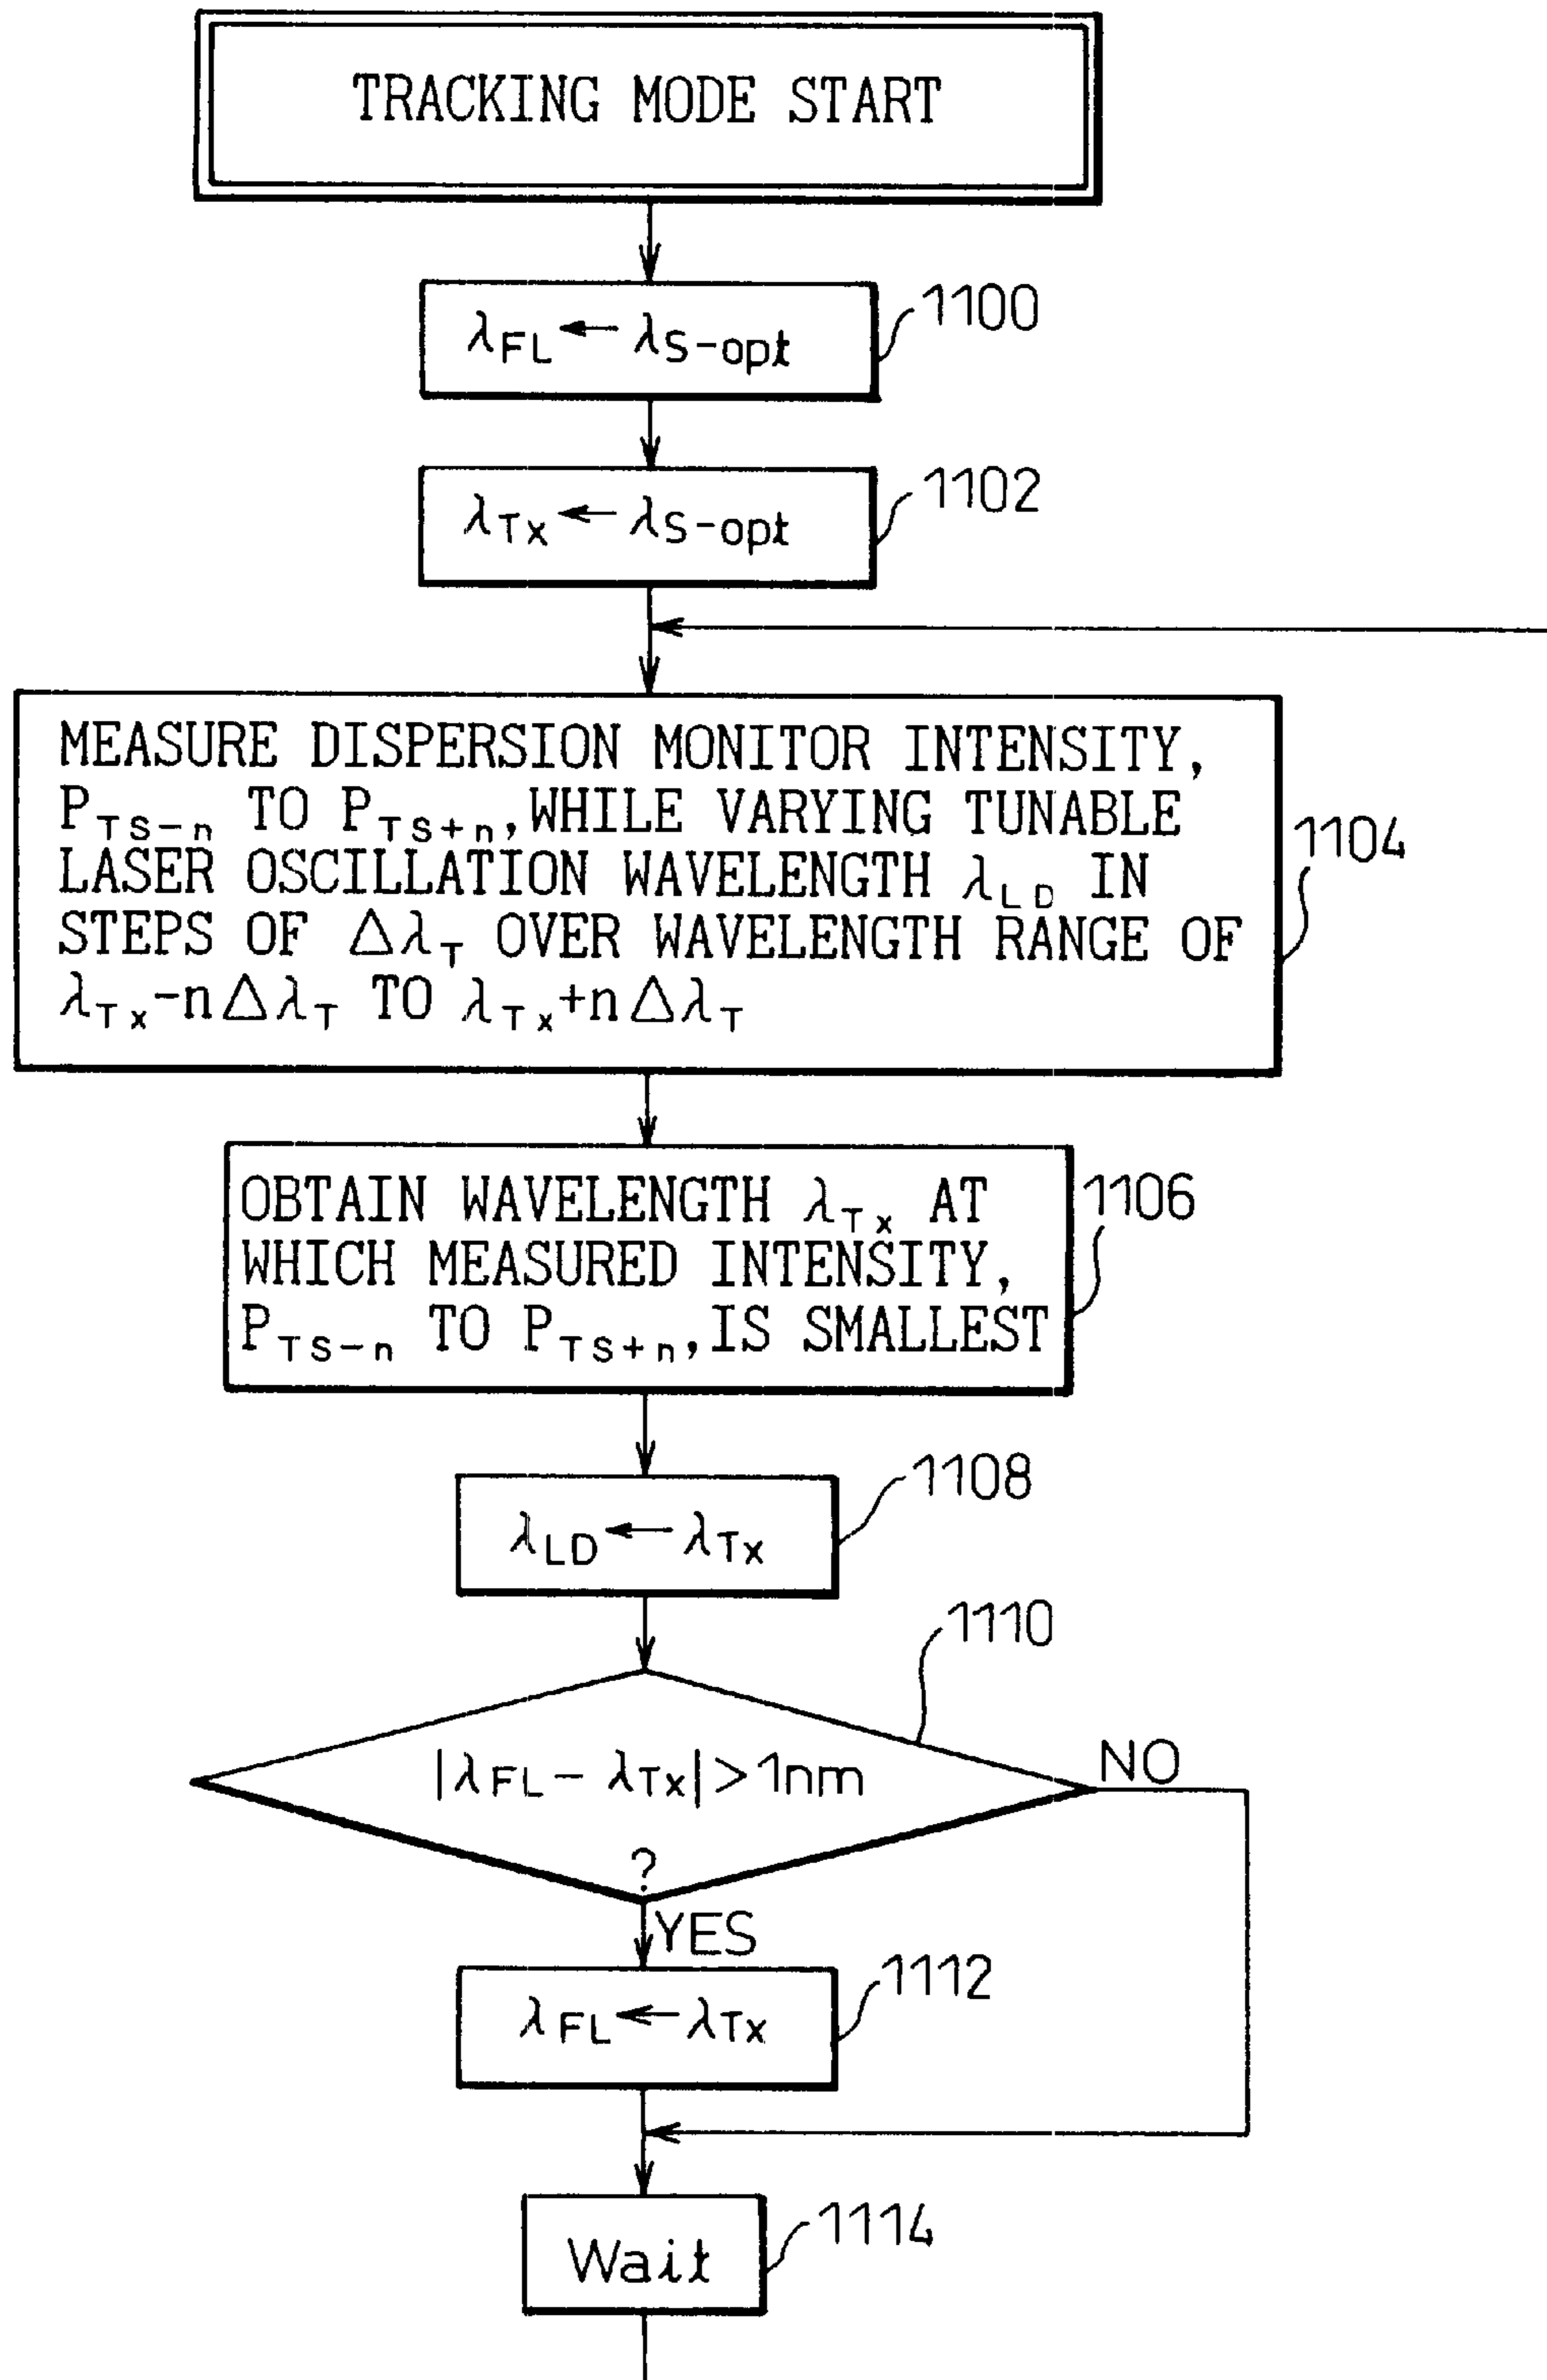 TRACKING MODE START
λFL ← λS-opt
1100
λTx ← λS-opt
1102
MEASURE DISPERSION MONITOR INTENSITY,
PTS-n TO PTS+n, WHILE VARYING TUNABLE
LASER OSCILLATION WAVELENGTH λLD IN
STEPS OF ΔλT OVER WAVELENGTH RANGE OF
λTx-nΔλT TO λTx+nΔλT
1104
OBTAIN WAVELENGTH λTx AT
WHICH MEASURED INTENSITY,
PTS-n TO PTS+n, IS SMALLEST
1106
λLD ← λTx
1108
1110
|λFL - λTx| > 1nm
?
NO
YES
λFL ← λTx
1112
Wait
1114